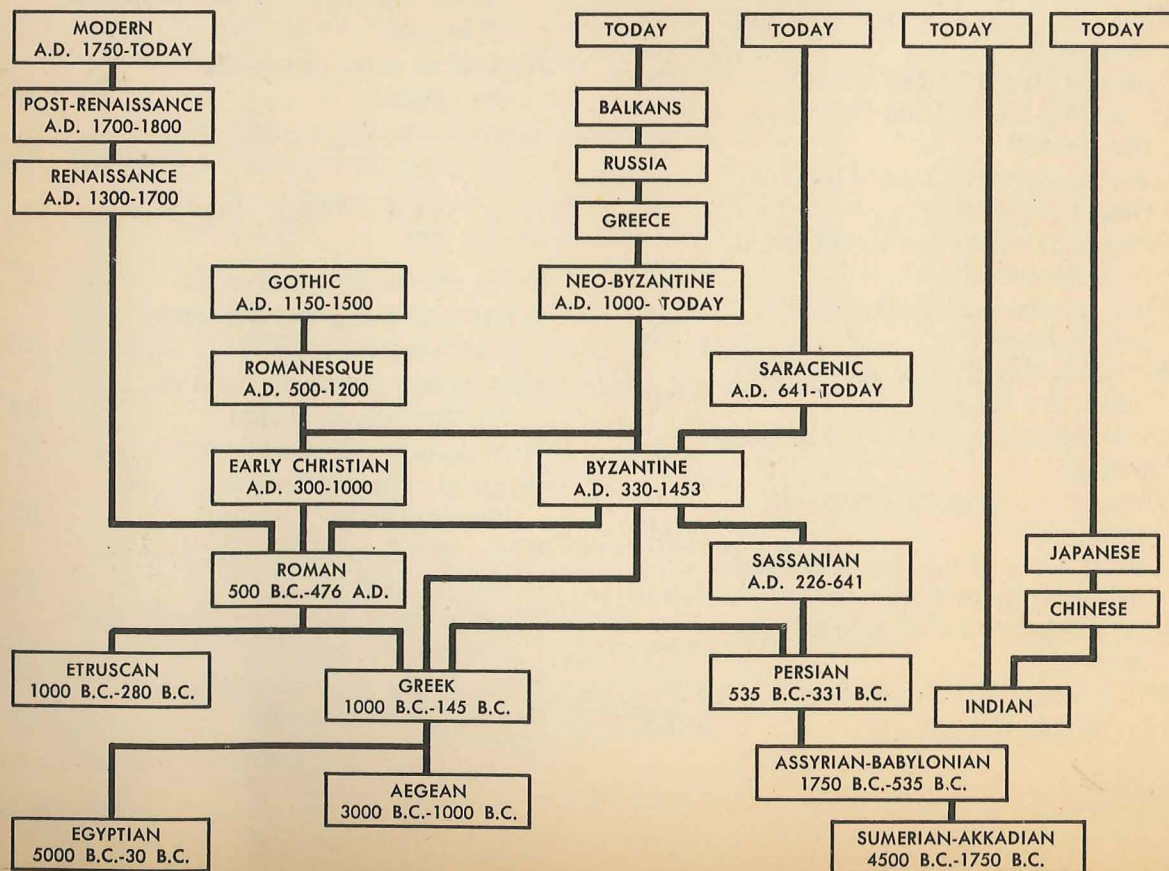 MODERN
A.D. 1750-TODAY
TODAY
TODAY
TODAY
TODAY
POST-RENAISSANCE
A.D. 1700-1800
BALKANS
RENAISSANCE
A.D. 1300-1700
RUSSIA
GREECE
GOTHIC
A.D. 1150-1500
NEO-BYZANTINE
A.D. 1000- TODAY
ROMANESQUE
A.D. 500-1200
SARACENIC
A.D. 641-TODAY
EARLY CHRISTIAN
A.D. 300-1000
BYZANTINE
A.D. 330-1453
ROMAN
500 B.C.-476 A.D.
SASSANIAN
A.D. 226-641
JAPANESE
CHINESE
ETRUSCAN
1000 B.C.-280 B.C.
GREEK
1000 B.C.-145 B.C.
PERSIAN
535 B.C.-331 B.C.
INDIAN
ASSYRIAN-BABYLONIAN
1750 B.C.-535 B.C.
AEGEAN
3000 B.C.-1000 B.C.
EGYPTIAN
5000 B.C.-30 B.C.
SUMERIAN-AKKADIAN
4500 B.C.-1750 B.C.